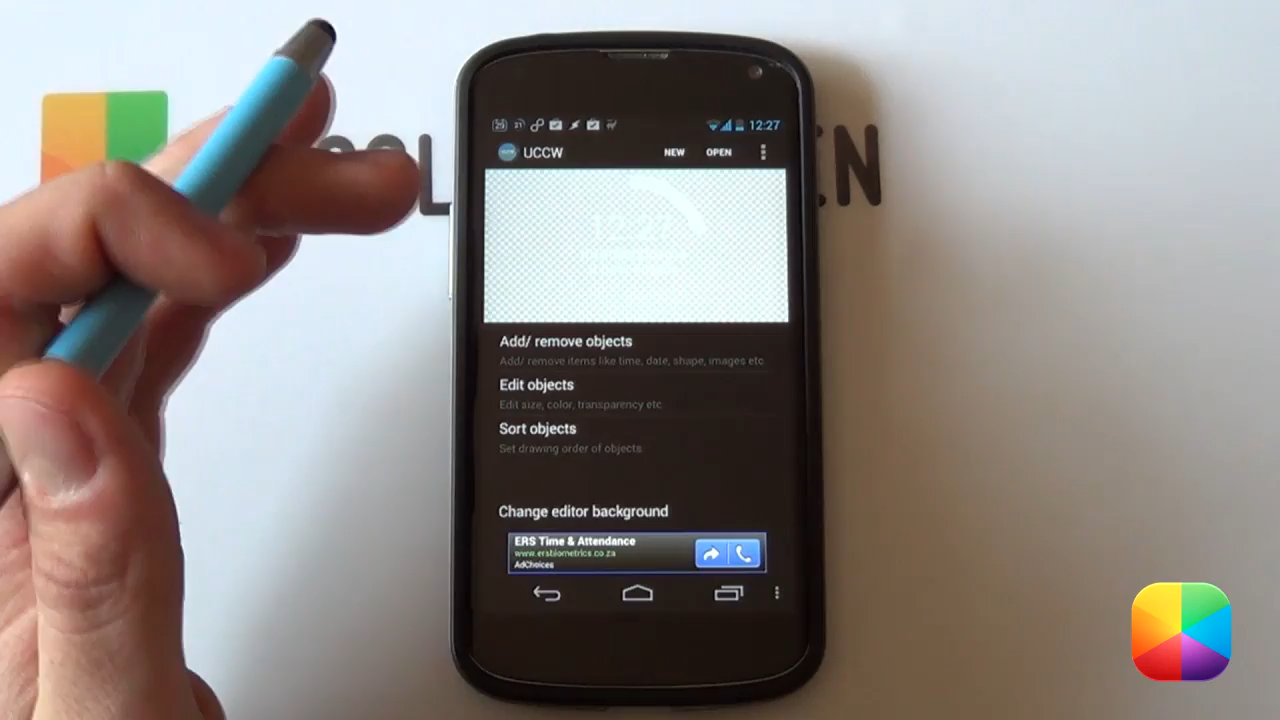 12:27
UCCW
NEW
OPEN
12:27
Add/ remove objects
Add/ remove items like time, date, shape, images etc
Edit objects
Edit size, color, transparency etc
Sort objects
Set drawing order of objects
Change editor background
ERS Time & Attendance
www.ersbiometrics.co.za
AdChoices